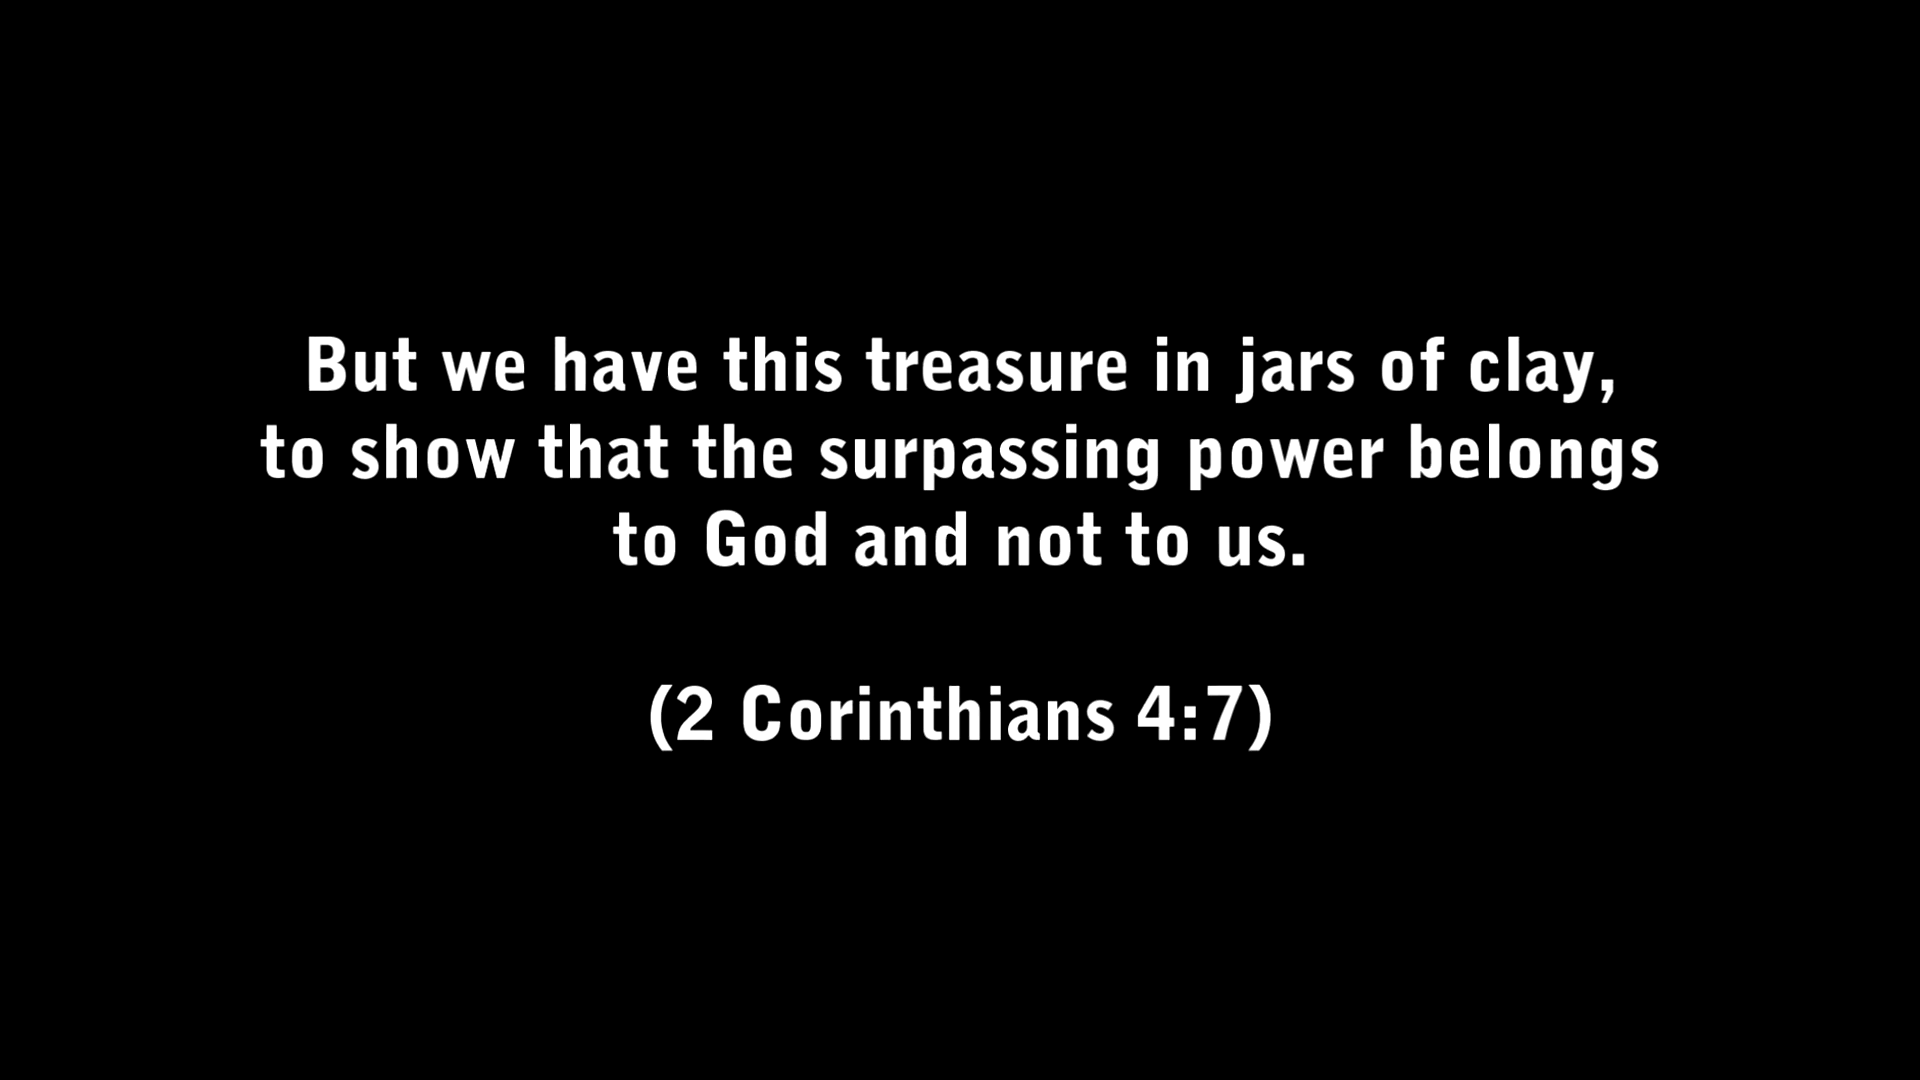 But we have this treasure in jars of clay,
to show that the surpassing power belongs
to God and not to us.
(2 Corinthians 4:7)